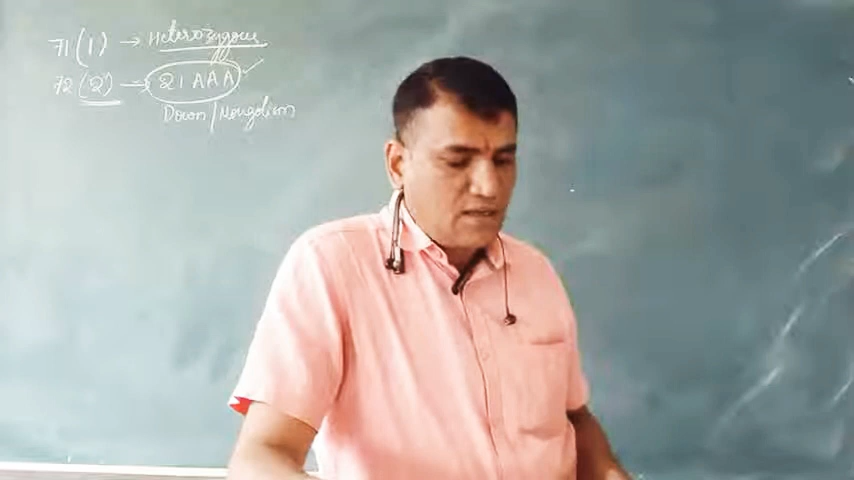 71 (1) → Heterozygous
72 (2) → 21 AAA ✓
Down / Mongolism